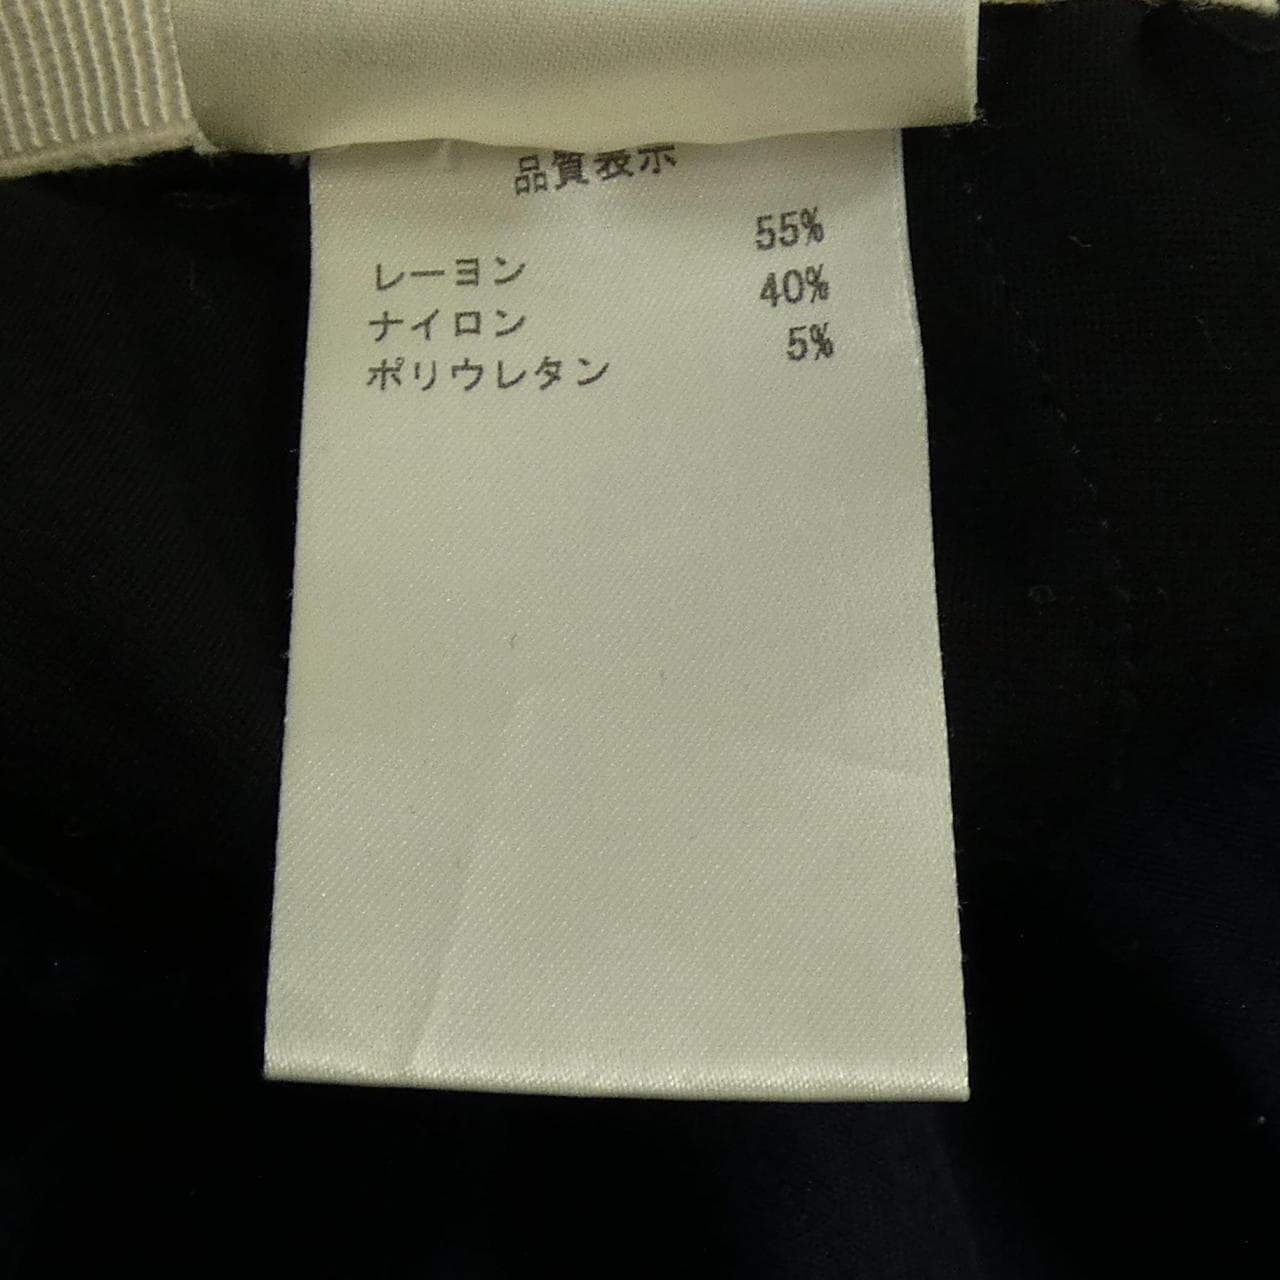 品質表示
レーヨン 55%
ナイロン 40%
ポリウレタン 5%